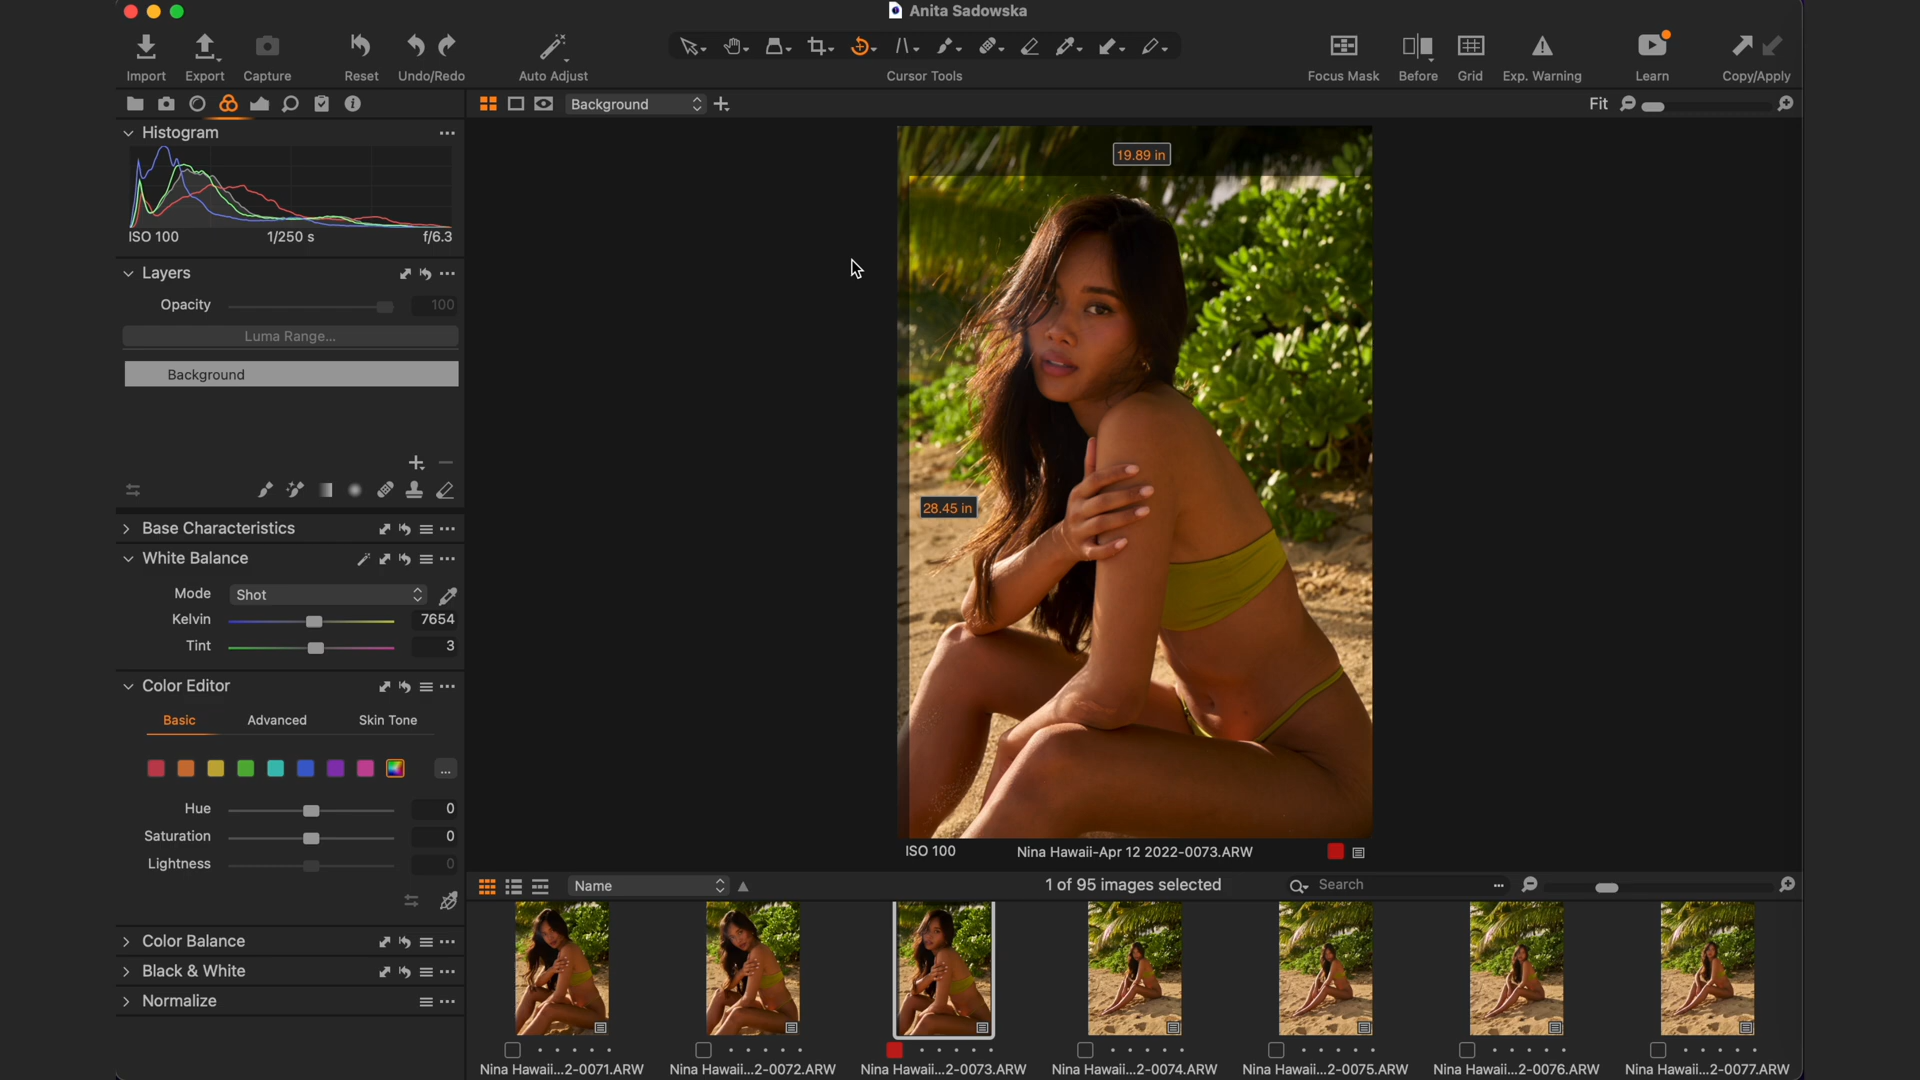 Anita Sadowska
Import
Export
Capture
Reset
Undo/Redo
Auto Adjust
Cursor Tools
Focus Mask
Before
Grid
Exp. Warning
Learn
Copy/Apply
Background
Fit
Histogram
ISO 100 1/250 s f/6.3
Layers
Opacity 100
Luma Range...
Background
Base Characteristics
White Balance
Mode Shot
Kelvin 7654
Tint 3
Color Editor
Basic Advanced Skin Tone
...
Hue 0
Saturation 0
Lightness 0
Color Balance
Black & White
Normalize
19.89 in
28.45 in
ISO 100 Nina Hawaii-Apr 12 2022-0073.ARW
Name 1 of 95 images selected Search
Nina Hawaii...2-0071.ARW
Nina Hawaii...2-0072.ARW
Nina Hawaii...2-0073.ARW
Nina Hawaii...2-0074.ARW
Nina Hawaii...2-0075.ARW
Nina Hawaii...2-0076.ARW
Nina Hawaii...2-0077.ARW